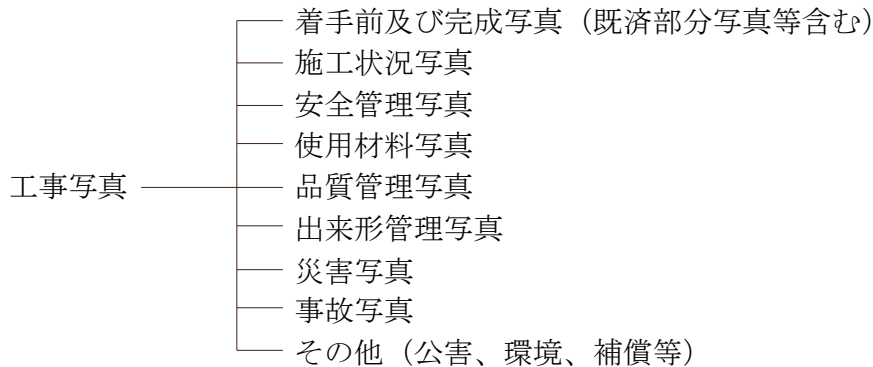 着手前及び完成写真（既済部分写真等含む）
施工状況写真
安全管理写真
使用材料写真
工事写真
品質管理写真
出来形管理写真
災害写真
事故写真
その他（公害、環境、補償等）